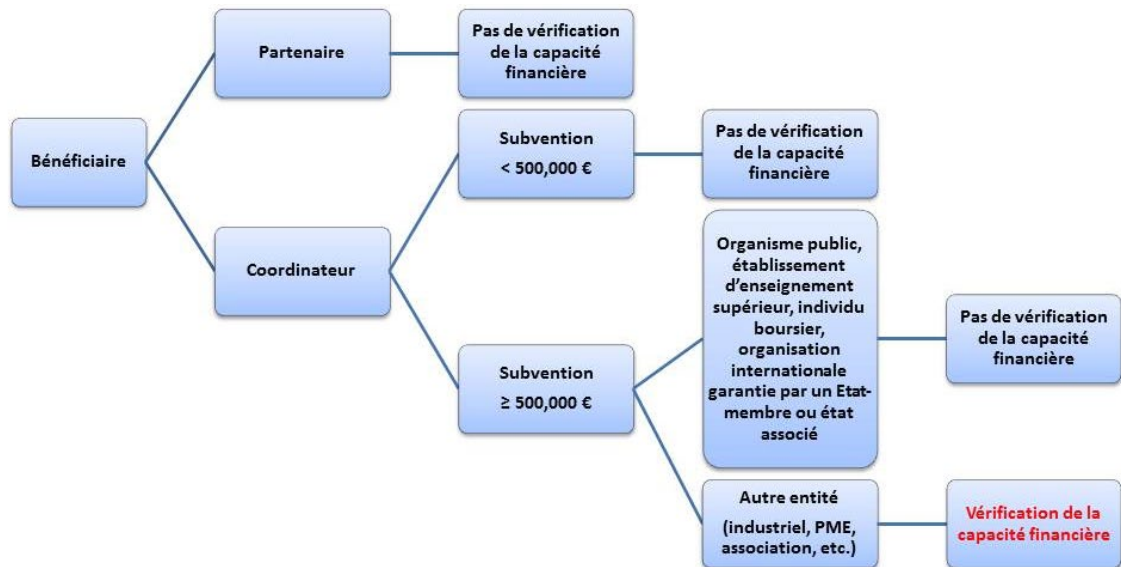 Bénéficiaire
Partenaire
Pas de vérification
de la capacité
financière
Coordinateur
Subvention
< 500,000 €
Pas de vérification
de la capacité
financière
Subvention
≥ 500,000 €
Organisme public,
établissement
d’enseignement
supérieur, individu
boursier,
organisation
internationale
garantie par un Etat-
membre ou état
associé
Pas de vérification
de la capacité
financière
Autre entité
(industriel, PME,
association, etc.)
Vérification de la
capacité financière